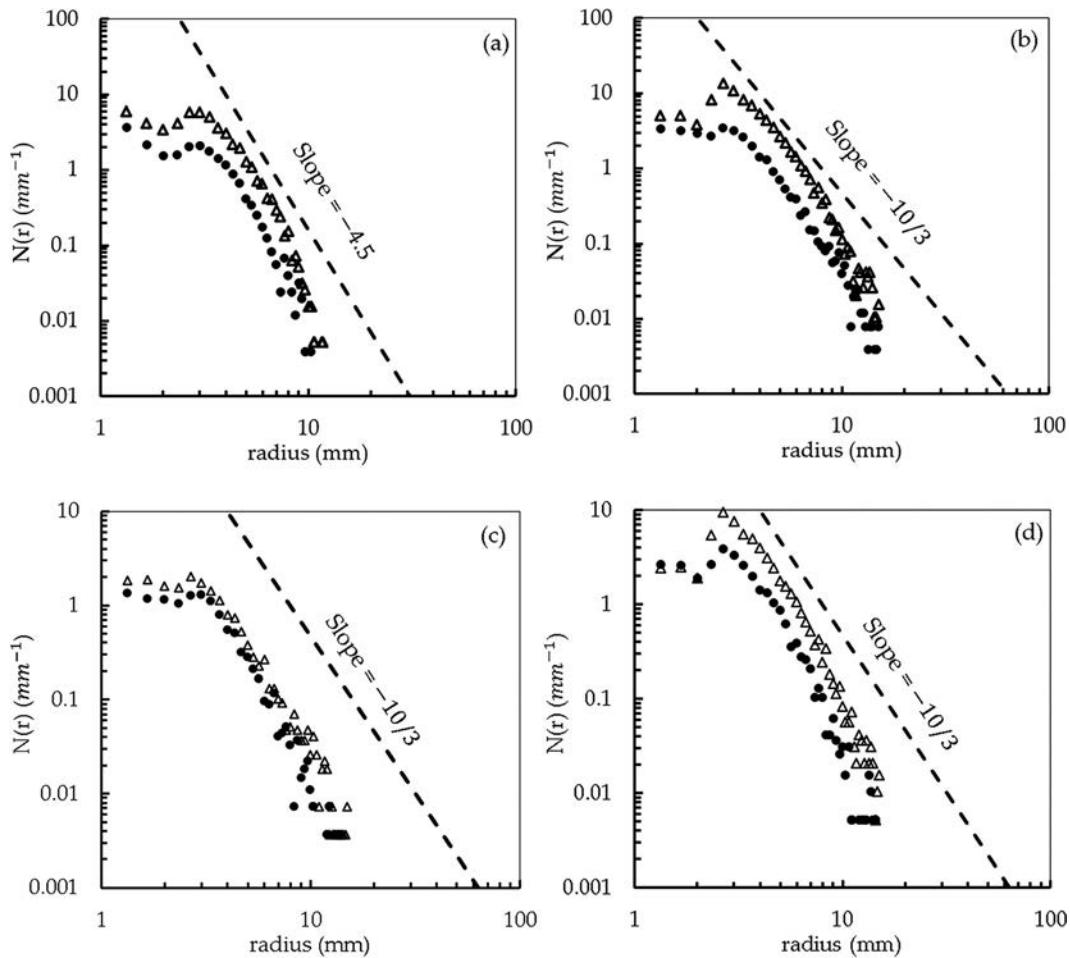 100
10
1
0.1
0.01
0.001
N(r) (mm⁻¹)
(a)
Slope = −4.5
1 10 100
radius (mm)
100
10
1
0.1
0.01
0.001
N(r) (mm⁻¹)
(b)
Slope = −10/3
1 10 100
radius (mm)
10
1
0.1
0.01
0.001
N(r) (mm⁻¹)
(c)
Slope = −10/3
1 10 100
radius (mm)
10
1
0.1
0.01
0.001
N(r) (mm⁻¹)
(d)
Slope = −10/3
1 10 100
radius (mm)